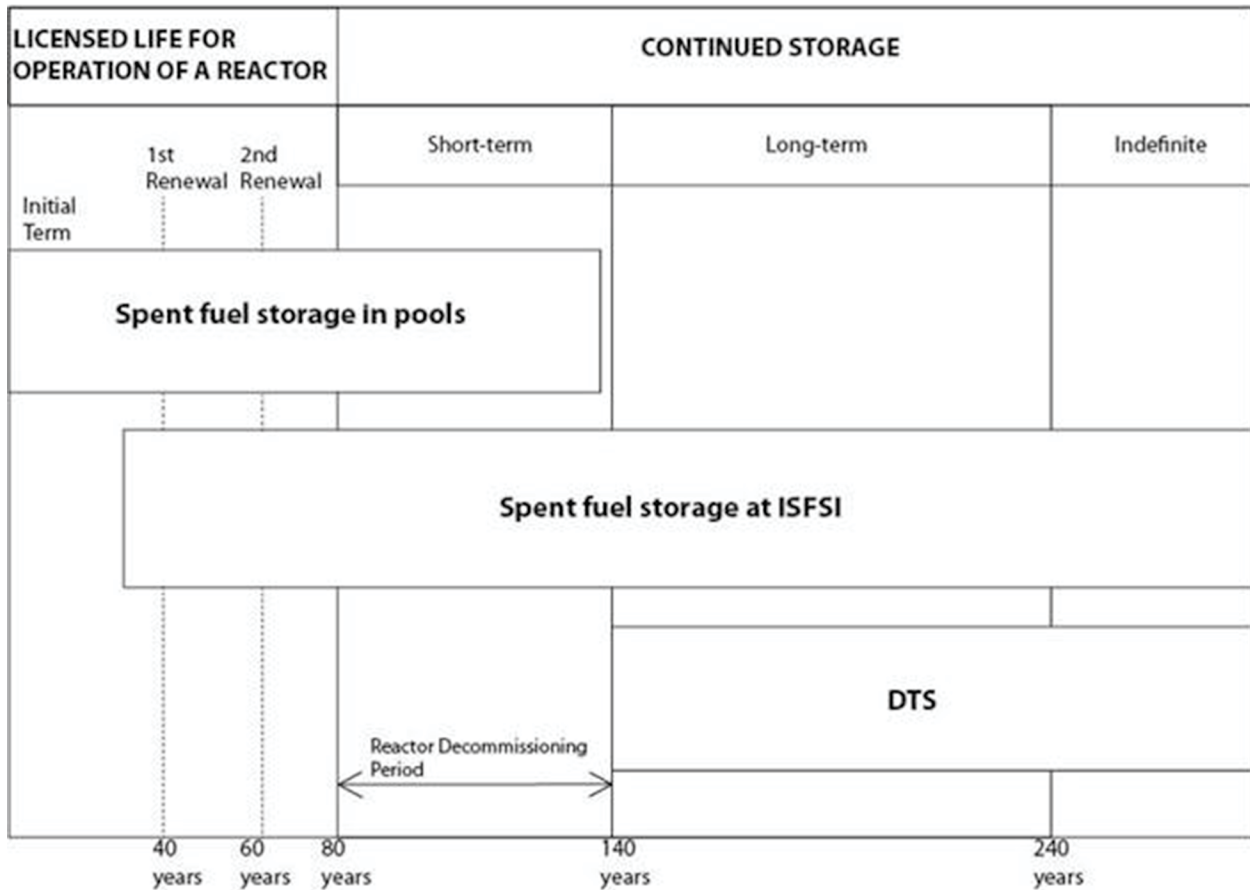 LICENSED LIFE FOR
OPERATION OF A REACTOR
CONTINUED STORAGE
Short-term
Long-term
Indefinite
1st
Renewal
2nd
Renewal
Initial
Term
Spent fuel storage in pools
Spent fuel storage at ISFSI
DTS
Reactor Decommissioning
Period
40
years
60
years
80
years
140
years
240
years